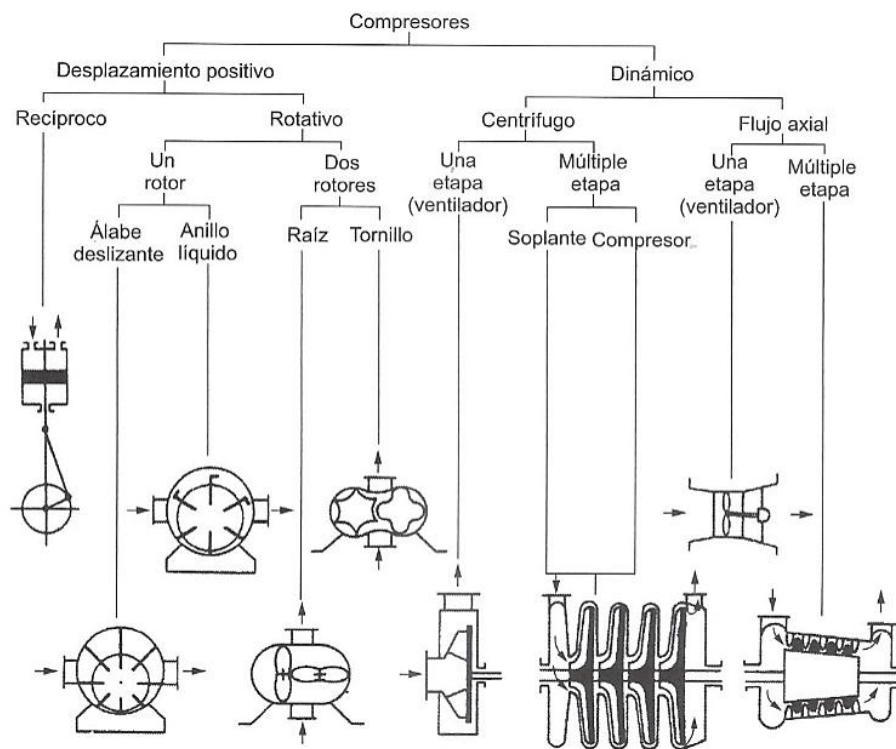 Compresores
Desplazamiento positivo
Dinámico
Recíproco
Rotativo
Centrífugo
Flujo axial
Un
rotor
Dos
rotores
Una
etapa
(ventilador)
Múltiple
etapa
Una
etapa
(ventilador)
Múltiple
etapa
Álabe
deslizante
Anillo
líquido
Raíz
Tornillo
Soplante
Compresor